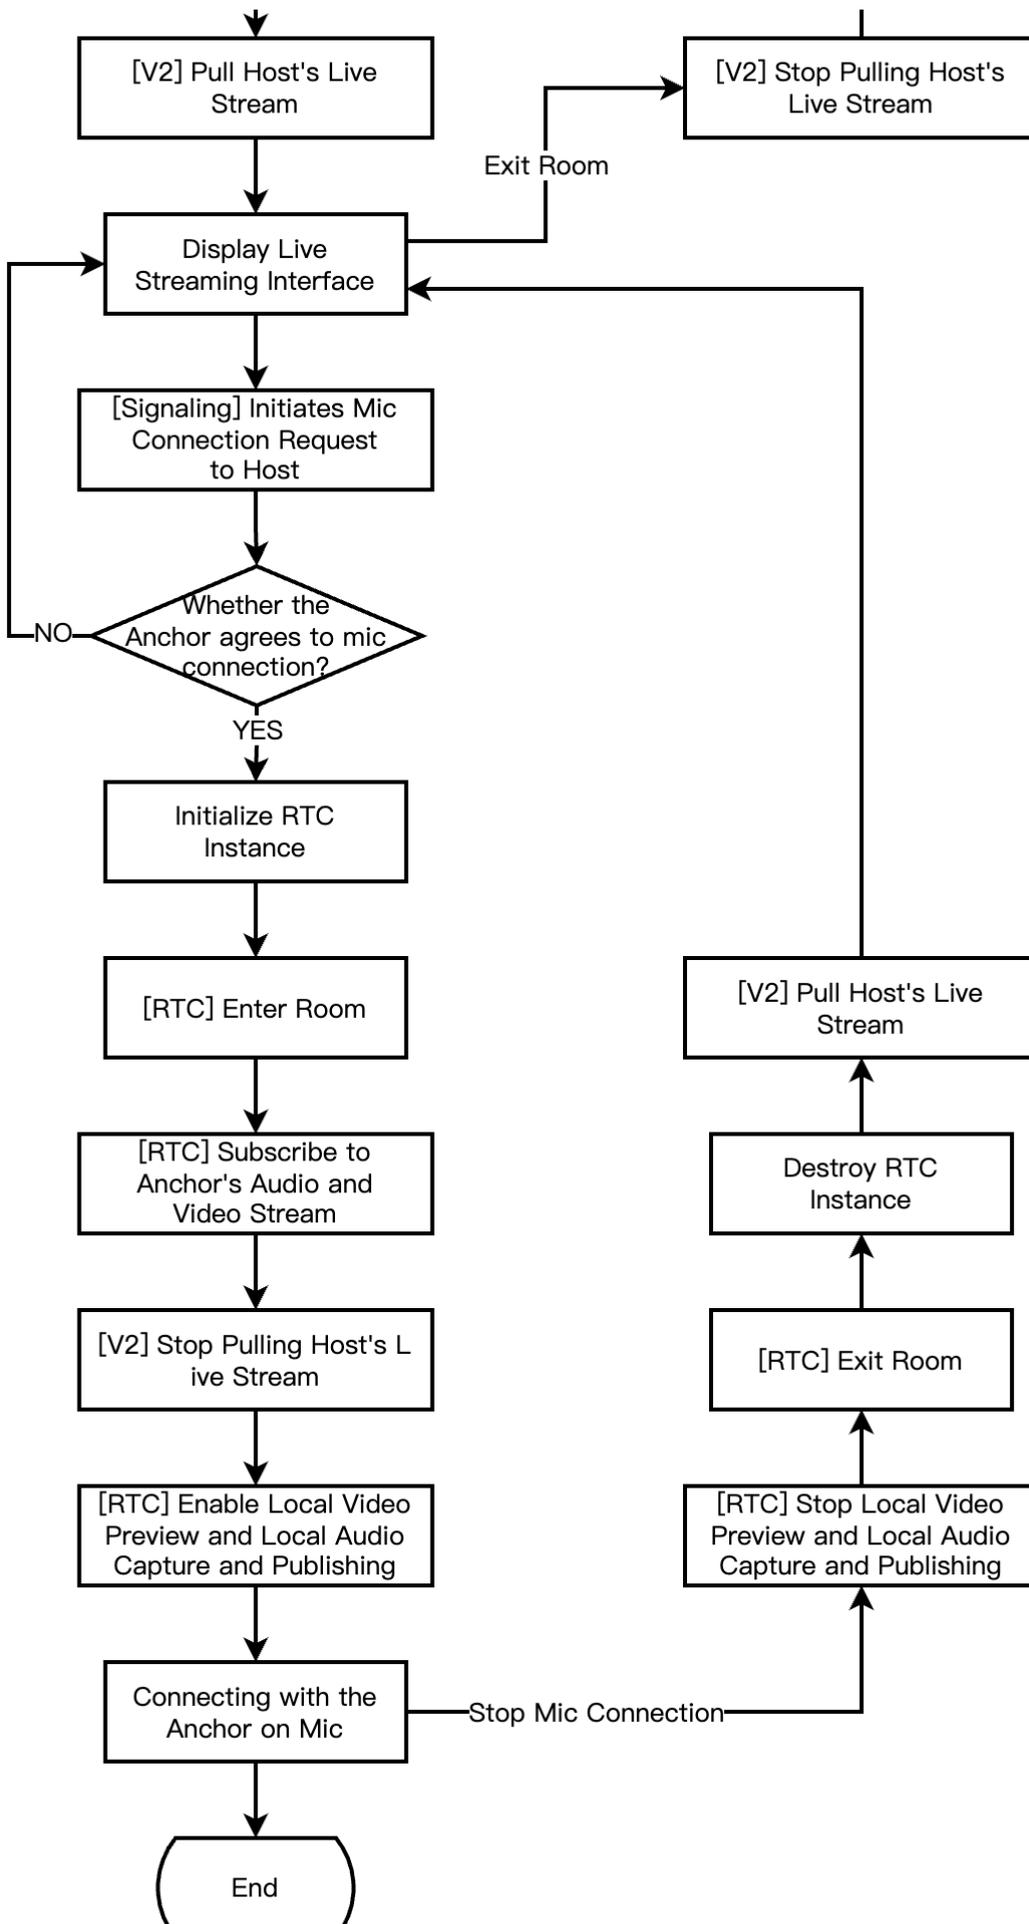 [V2] Pull Host's Live
Stream
[V2] Stop Pulling Host's
Live Stream
Exit Room
Display Live
Streaming Interface
[Signaling] Initiates Mic
Connection Request
to Host
Whether the
Anchor agrees to mic
connection?
NO
YES
Initialize RTC
Instance
[RTC] Enter Room
[RTC] Subscribe to
Anchor's Audio and
Video Stream
[V2] Stop Pulling Host's L
ive Stream
[RTC] Enable Local Video
Preview and Local Audio
Capture and Publishing
Connecting with the
Anchor on Mic
Stop Mic Connection
[RTC] Stop Local Video
Preview and Local Audio
Capture and Publishing
[RTC] Exit Room
Destroy RTC
Instance
[V2] Pull Host's Live
Stream
End